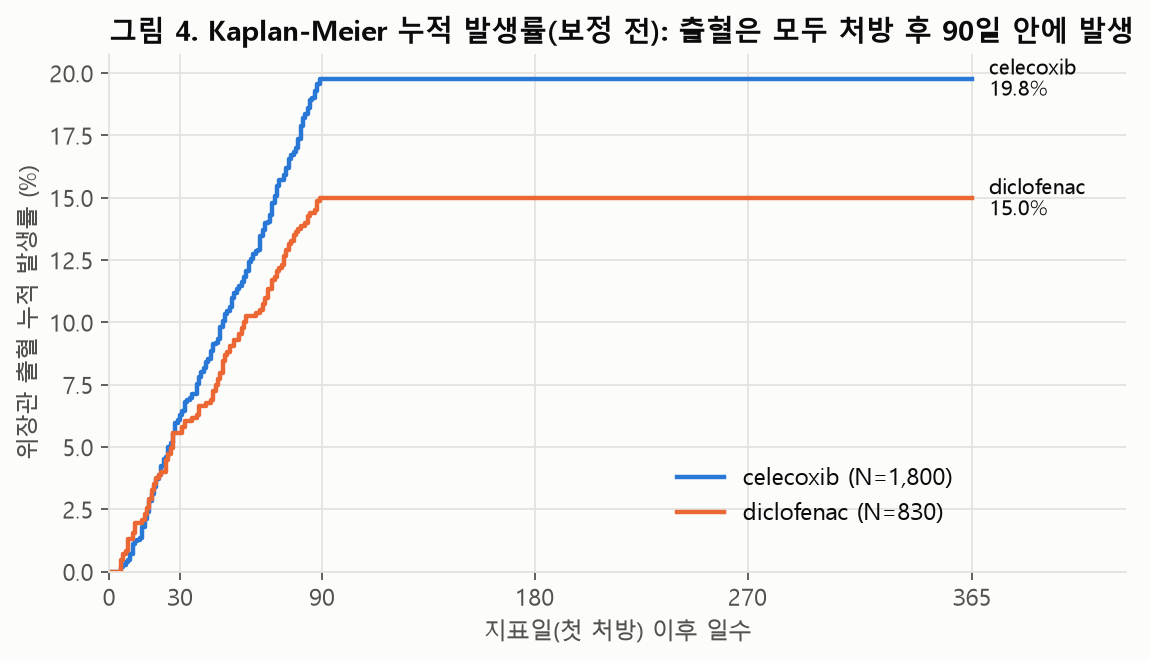 그림 4. Kaplan-Meier 누적 발생률(보정 전): 출혈은 모두 처방 후 90일 안에 발생
위장관 출혈 누적 발생률 (%)
20.0
17.5
15.0
12.5
10.0
7.5
5.0
2.5
0.0
celecoxib
19.8%
diclofenac
15.0%
celecoxib (N=1,800)
diclofenac (N=830)
0 30 90 180 270 365
지표일(첫 처방) 이후 일수